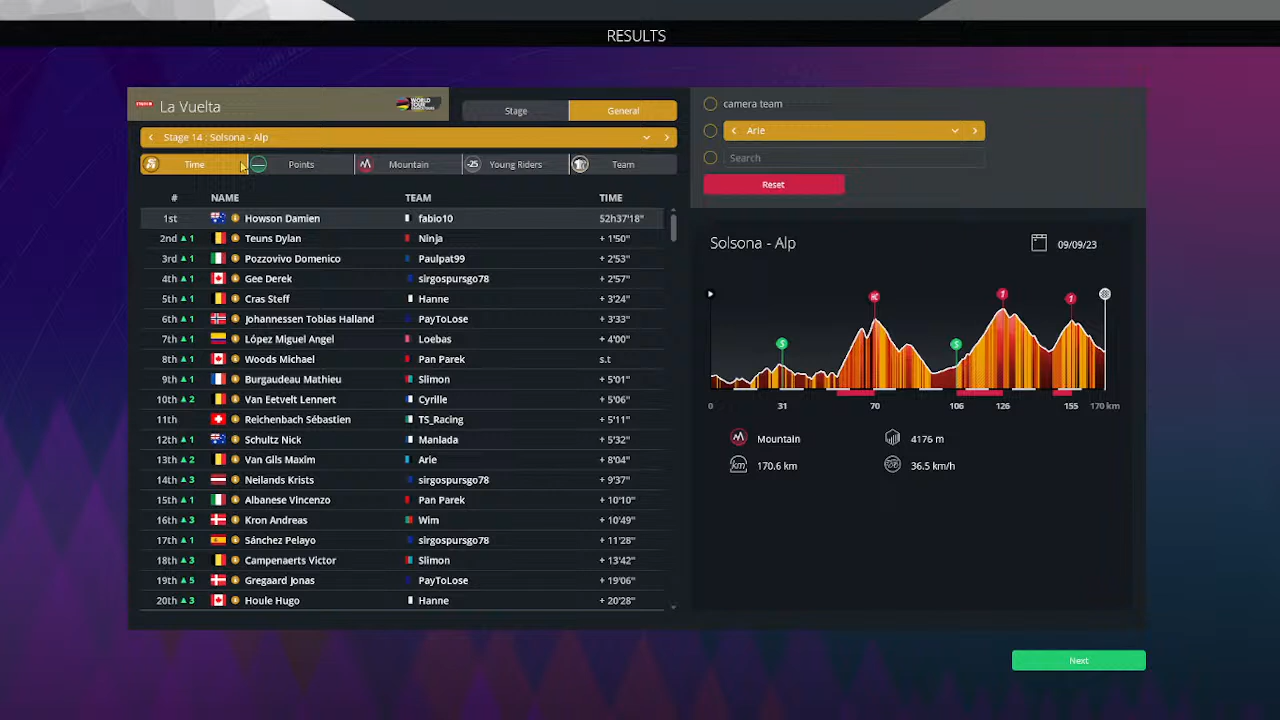 RESULTS
La Vuelta
WORLD TOUR
Stage
General
Stage 14 : Solsona - Alp
Time
Points
Mountain
-25 Young Riders
Team
# NAME TEAM TIME
1st Howson Damien fabio10 52h37'18"
2nd ▲ 1 Teuns Dylan Ninja + 1'50"
3rd ▲ 1 Pozzovivo Domenico Paulpat99 + 2'53"
4th ▲ 1 Gee Derek sirgospursgo78 + 2'57"
5th ▲ 1 Cras Steff Hanne + 3'24"
6th ▲ 1 Johannessen Tobias Halland PayToLose + 3'33"
7th ▲ 1 López Miguel Angel Loebas + 4'00"
8th ▲ 1 Woods Michael Pan Parek s.t
9th ▲ 1 Burgaudeau Mathieu Slimon + 5'01"
10th ▲ 2 Van Eetvelt Lennert Cyrille + 5'06"
11th Reichenbach Sébastien TS_Racing + 5'11"
12th ▲ 1 Schultz Nick Manlada + 5'32"
13th ▲ 2 Van Gils Maxim Arie + 8'04"
14th ▲ 3 Neilands Krists sirgospursgo78 + 9'37"
15th ▲ 1 Albanese Vincenzo Pan Parek + 10'10"
16th ▲ 3 Kron Andreas Wim + 10'49"
17th ▲ 1 Sánchez Pelayo sirgospursgo78 + 11'28"
18th ▲ 3 Campenaerts Victor Slimon + 13'42"
19th ▲ 5 Gregaard Jonas PayToLose + 19'06"
20th ▲ 3 Houle Hugo Hanne + 20'28"
camera team
Arie
Search
Reset
Solsona - Alp
09/09/23
HC
1
1
S
S
0 31 70 106 126 155 170 km
Mountain
4176 m
km 170.6 km
36.5 km/h
Next